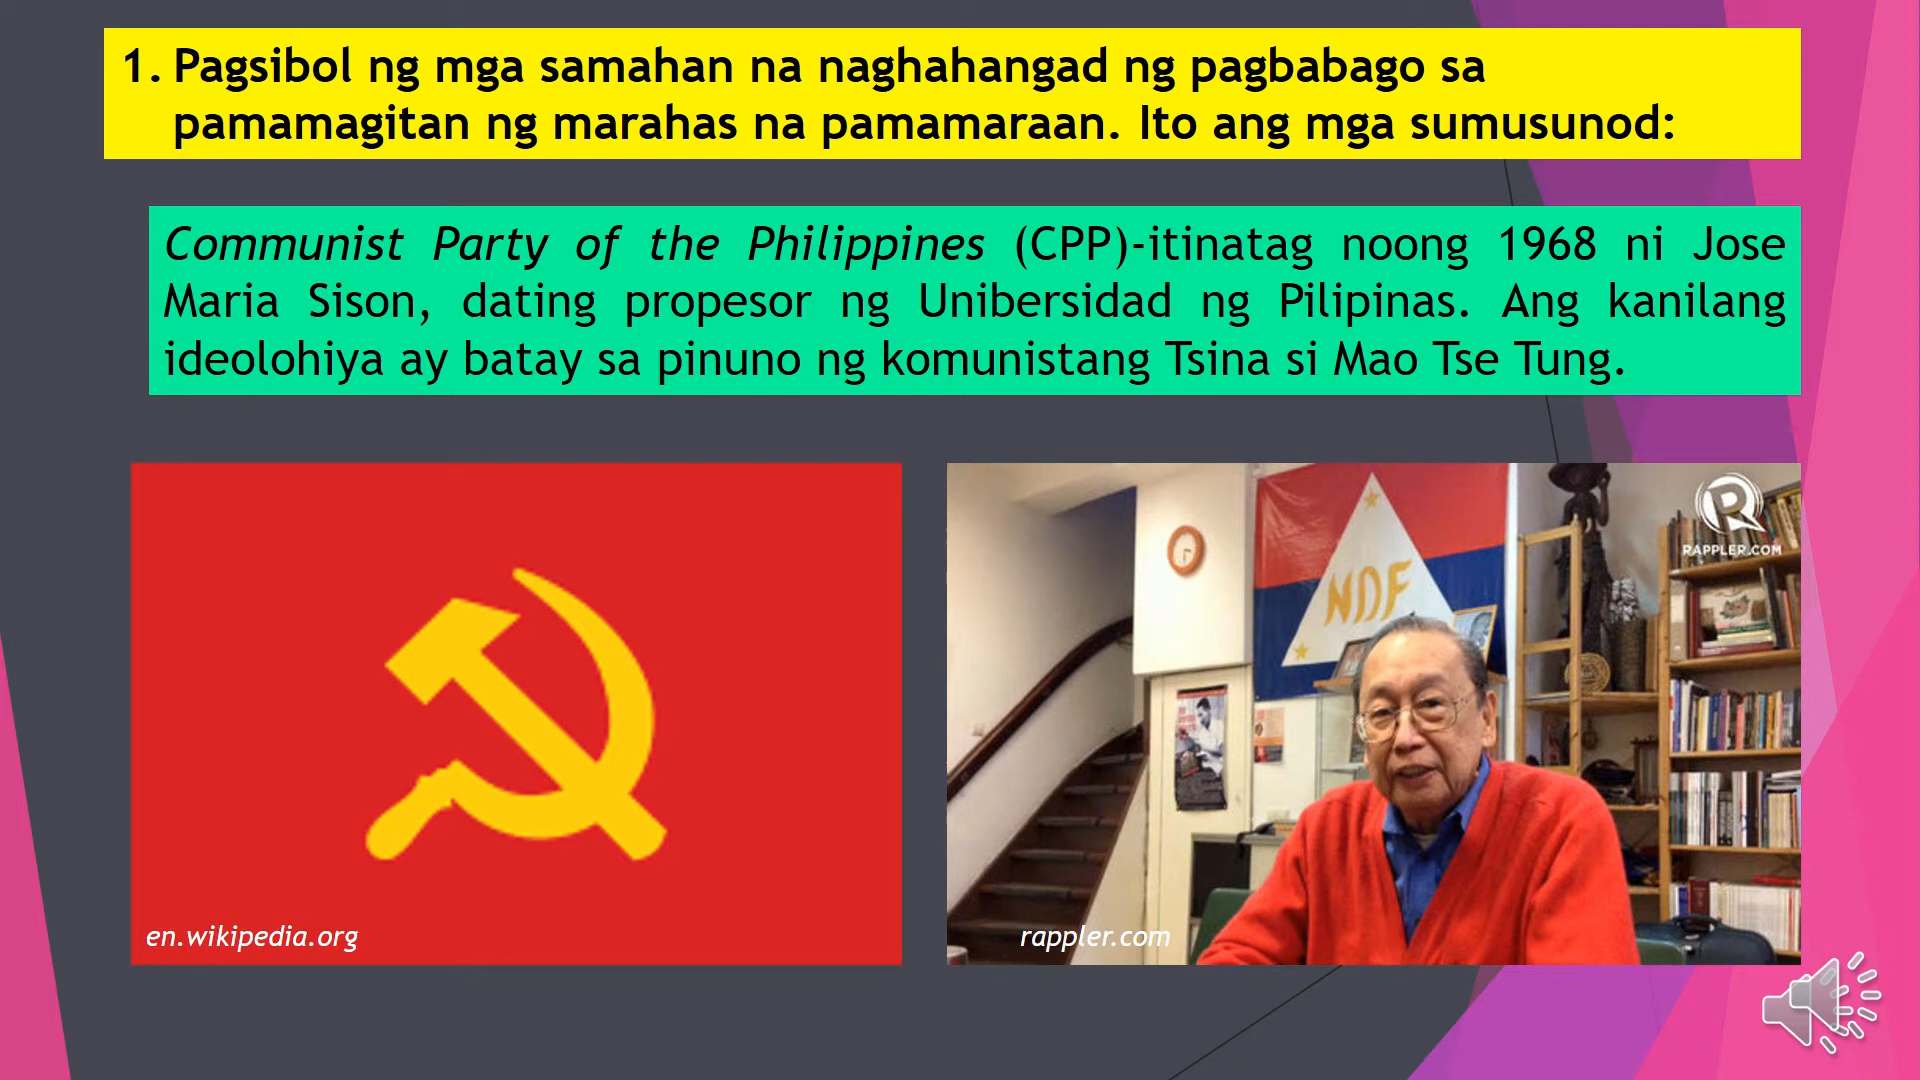 1. Pagsibol ng mga samahan na naghahangad ng pagbabago sa
pamamagitan ng marahas na pamamaraan. Ito ang mga sumusunod:
Communist Party of the Philippines (CPP)-itinatag noong 1968 ni Jose
Maria Sison, dating propesor ng Unibersidad ng Pilipinas. Ang kanilang
ideolohiya ay batay sa pinuno ng komunistang Tsina si Mao Tse Tung.
en.wikipedia.org
NDF
RAPPLER.COM
rappler.com